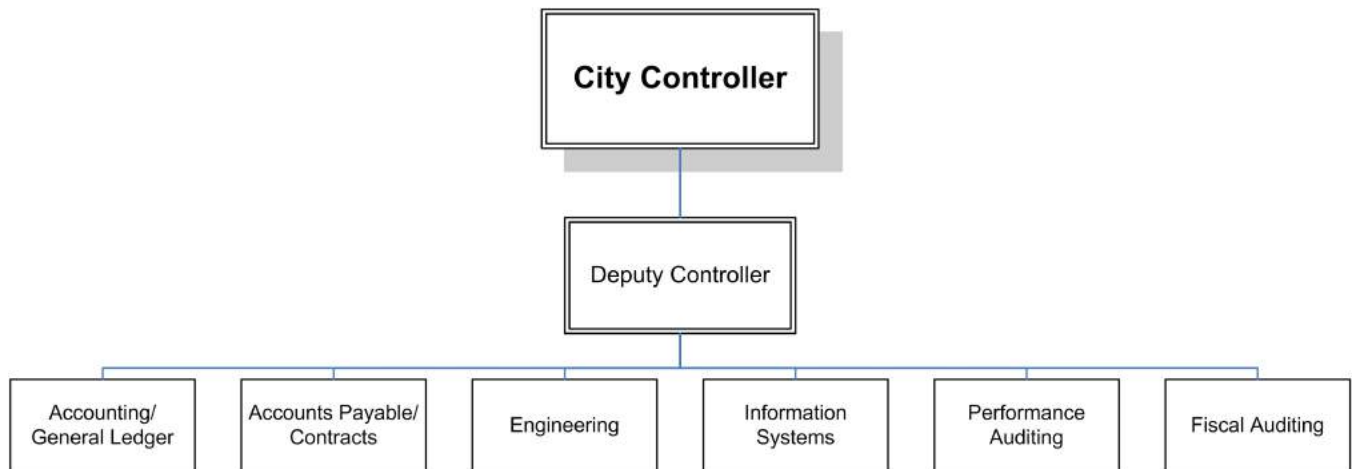 City Controller
Deputy Controller
Accounting/
General Ledger
Accounts Payable/
Contracts
Engineering
Information
Systems
Performance
Auditing
Fiscal Auditing